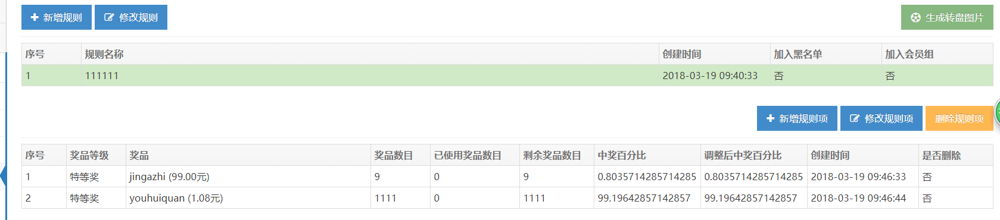 新增规则 修改规则 生成转盘图片
序号 规则名称 创建时间 加入黑名单 加入会员组
1 111111 2018-03-19 09:40:33 否 否
新增规则项 修改规则项 删除规则项
序号 奖品等级 奖品 奖品数目 已使用奖品数目 剩余奖品数目 中奖百分比 调整后中奖百分比 创建时间 是否删除
1 特等奖 jingazhi (99.00元) 9 0 9 0.8035714285714285 0.8035714285714285 2018-03-19 09:46:33 否
2 特等奖 youhuiquan (1.08元) 1111 0 1111 99.19642857142857 99.19642857142857 2018-03-19 09:46:44 否